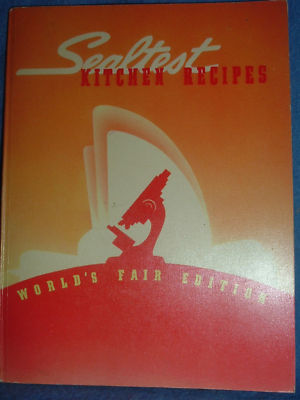 Sealtest
KITCHEN RECIPES
WORLD'S FAIR EDITION